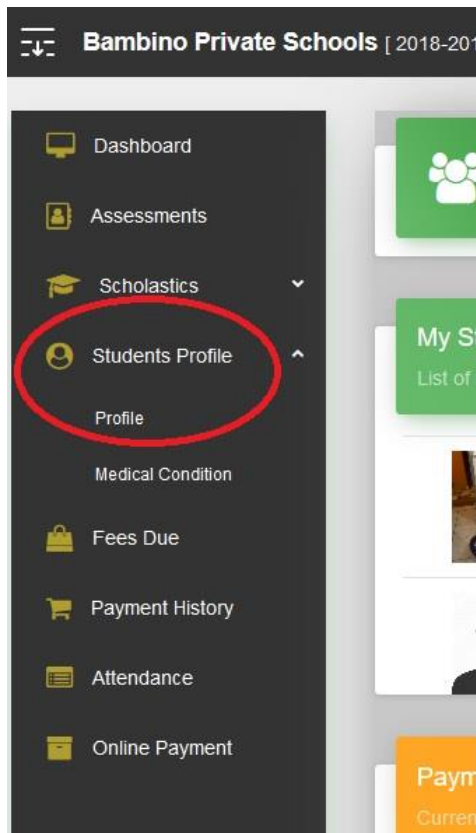 Bambino Private Schools [ 2018-201
Dashboard
Assessments
Scholastics
Students Profile
Profile
Medical Condition
Fees Due
Payment History
Attendance
Online Payment
My S
List of
Paym
Curren